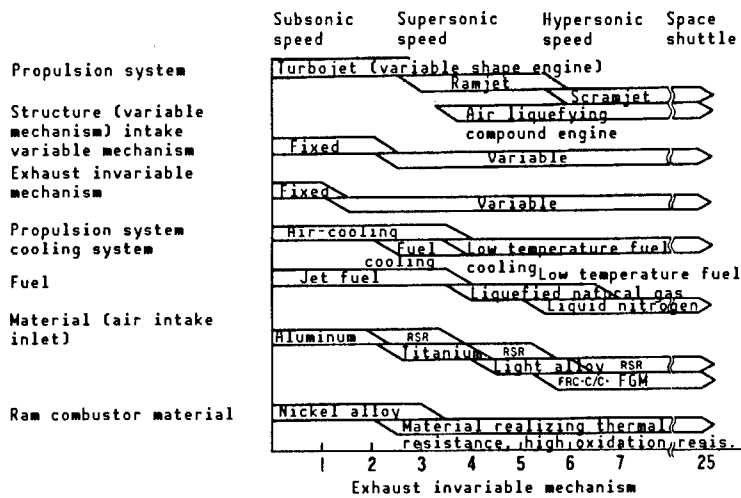 Subsonic speed
Supersonic speed
Hypersonic speed
Space shuttle
Propulsion system
Turbojet (variable shape engine)
Ramjet
Scramjet
Air liquefying
compound engine
Structure (variable
mechanism) intake
variable mechanism
Fixed
Variable
Exhaust invariable
mechanism
Fixed
Variable
Propulsion system
cooling system
Air-cooling
Fuel
cooling
Low temperature fuel
cooling
Low temperature fuel
Fuel
Jet fuel
Liquefied natural gas
Liquid nitrogen
Material (air intake
inlet)
Aluminum
RSR
Titanium
RSR
Light alloy
RSR
FRC·C/C· FGM
Ram combustor material
Nickel alloy
Material realizing thermal
resistance, high oxidation resis.
1 2 3 4 5 6 7 25
Exhaust invariable mechanism